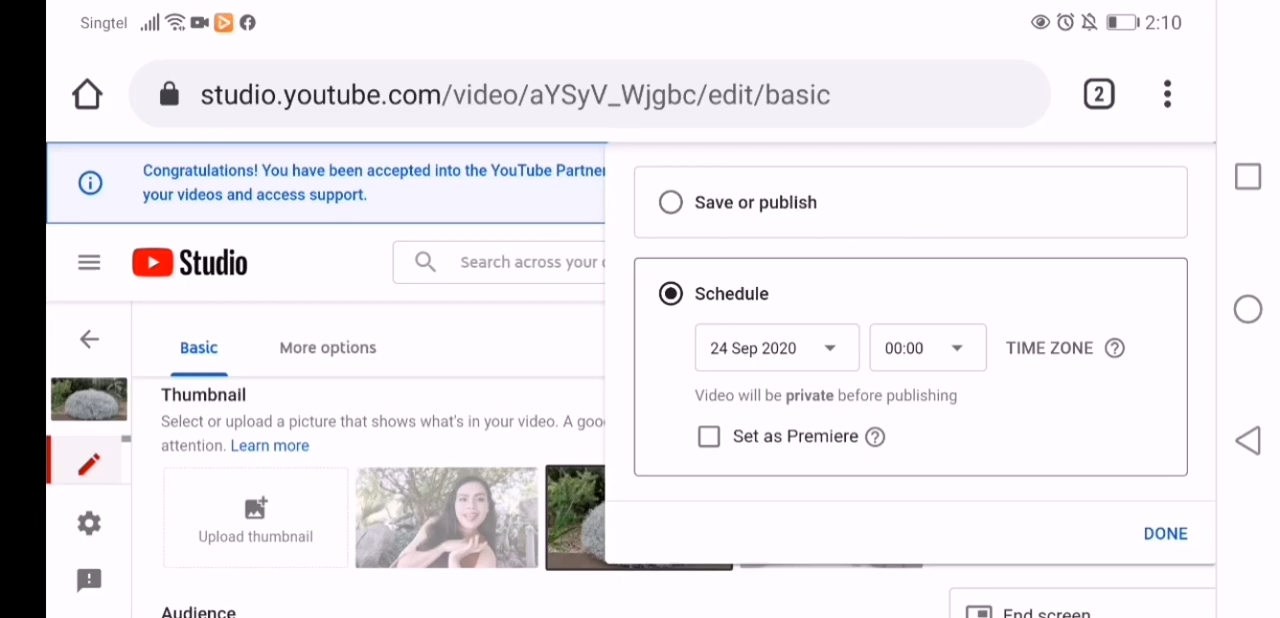 Singtel 2:10
studio.youtube.com/video/aYSyV_Wjgbc/edit/basic 2
Congratulations! You have been accepted into the YouTube Partner
your videos and access support.
Save or publish
Studio
Search across your
Schedule
24 Sep 2020 00:00 TIME ZONE
Basic More options
Video will be private before publishing
Thumbnail
Select or upload a picture that shows what's in your video. A goo
attention. Learn more
Set as Premiere
Upload thumbnail
DONE
Audience
End screen